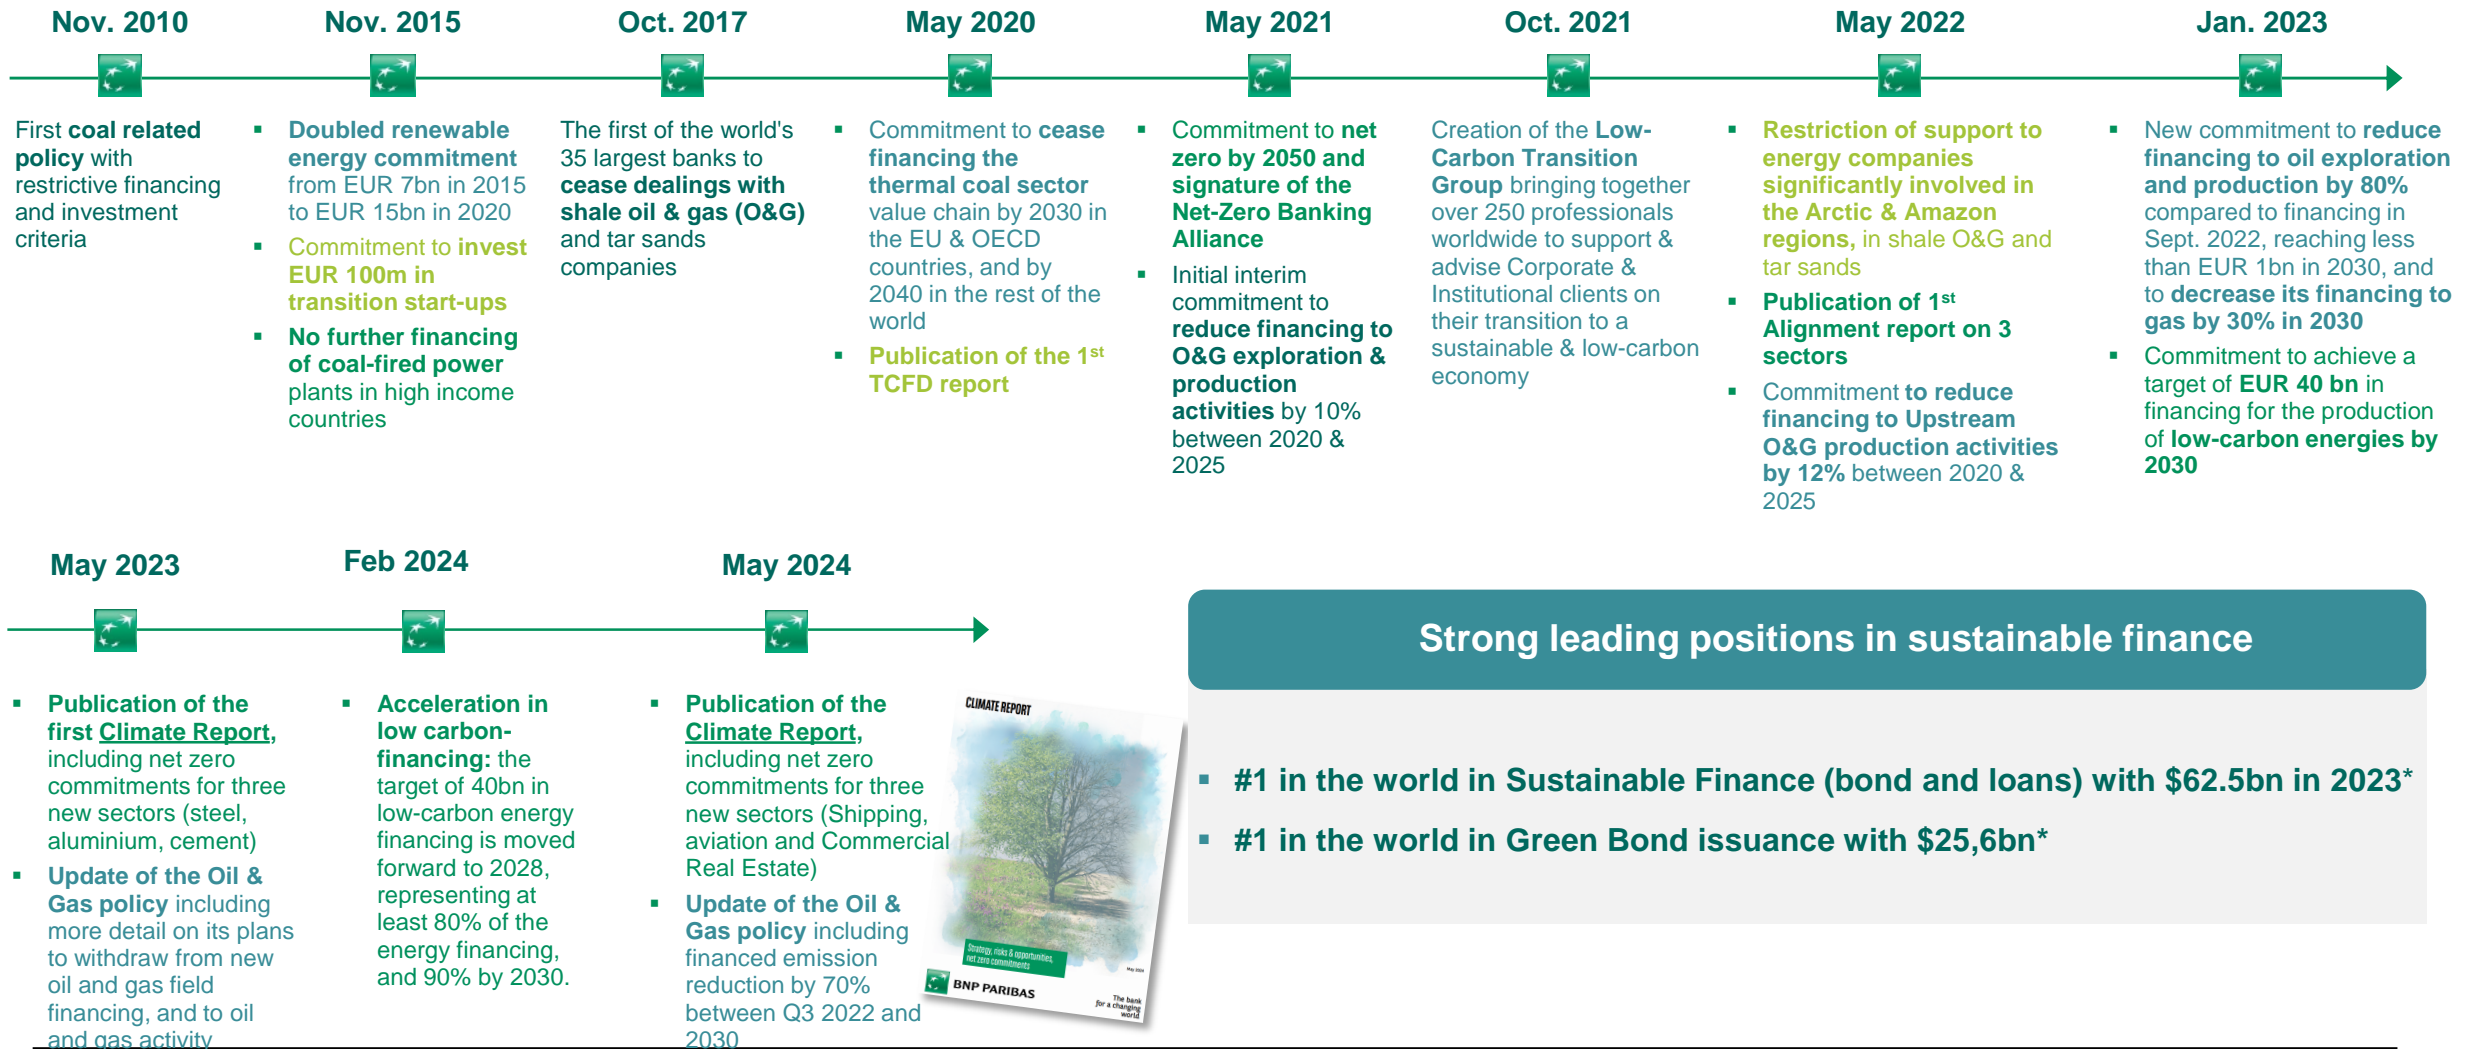 Nov. 2010
Nov. 2015
Oct. 2017
May 2020
May 2021
Oct. 2021
May 2022
Jan. 2023
First coal related
policy with
restrictive financing
and investment
criteria
▪ Doubled renewable
energy commitment
from EUR 7bn in 2015
to EUR 15bn in 2020
▪ Commitment to invest
EUR 100m in
transition start-ups
▪ No further financing
of coal-fired power
plants in high income
countries
The first of the world's
35 largest banks to
cease dealings with
shale oil & gas (O&G)
and tar sands
companies
▪ Commitment to cease
financing the
thermal coal sector
value chain by 2030 in
the EU & OECD
countries, and by
2040 in the rest of the
world
▪ Publication of the 1st
TCFD report
▪ Commitment to net
zero by 2050 and
signature of the
Net-Zero Banking
Alliance
▪ Initial interim
commitment to
reduce financing to
O&G exploration &
production
activities by 10%
between 2020 &
2025
Creation of the Low-
Carbon Transition
Group bringing together
over 250 professionals
worldwide to support &
advise Corporate &
Institutional clients on
their transition to a
sustainable & low-carbon
economy
▪ Restriction of support to
energy companies
significantly involved in
the Arctic & Amazon
regions, in shale O&G and
tar sands
▪ Publication of 1st
Alignment report on 3
sectors
▪ Commitment to reduce
financing to Upstream
O&G production activities
by 12% between 2020 &
2025
▪ New commitment to reduce
financing to oil exploration
and production by 80%
compared to financing in
Sept. 2022, reaching less
than EUR 1bn in 2030, and
to decrease its financing to
gas by 30% in 2030
▪ Commitment to achieve a
target of EUR 40 bn in
financing for the production
of low-carbon energies by
2030
May 2023
Feb 2024
May 2024
▪ Publication of the
first Climate Report,
including net zero
commitments for three
new sectors (steel,
aluminium, cement)
▪ Update of the Oil &
Gas policy including
more detail on its plans
to withdraw from new
oil and gas field
financing, and to oil
and gas activity
▪ Acceleration in
low carbon-
financing: the
target of 40bn in
low-carbon energy
financing is moved
forward to 2028,
representing at
least 80% of the
energy financing,
and 90% by 2030.
▪ Publication of the
Climate Report,
including net zero
commitments for three
new sectors (Shipping,
aviation and Commercial
Real Estate)
▪ Update of the Oil &
Gas policy including
financed emission
reduction by 70%
between Q3 2022 and
2030
CLIMATE REPORT
Strategy, risks & opportunities,
net zero commitments
BNP PARIBAS
The bank
for a changing
world
Strong leading positions in sustainable finance
▪ #1 in the world in Sustainable Finance (bond and loans) with $62.5bn in 2023*
▪ #1 in the world in Green Bond issuance with $25,6bn*